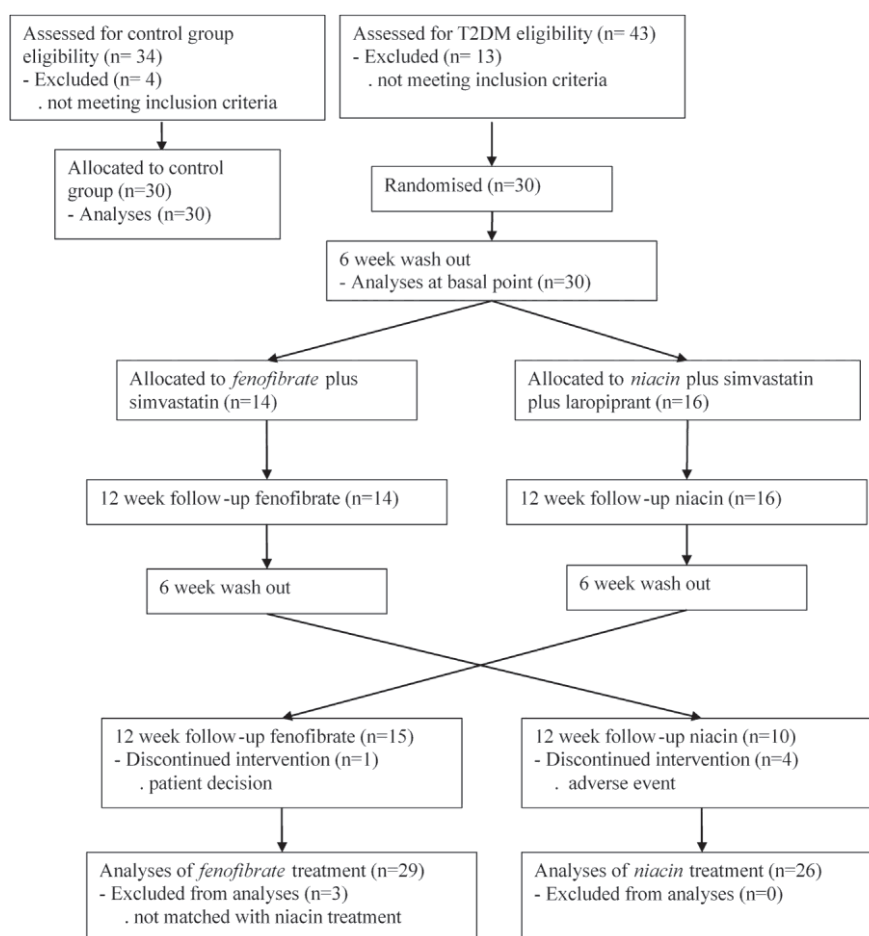 Assessed for control group
eligibility (n= 34)
- Excluded (n= 4)
. not meeting inclusion criteria
Assessed for T2DM eligibility (n= 43)
- Excluded (n= 13)
. not meeting inclusion criteria
Allocated to control
group (n=30)
- Analyses (n=30)
Randomised (n=30)
6 week wash out
- Analyses at basal point (n=30)
Allocated to fenofibrate plus
simvastatin (n=14)
Allocated to niacin plus simvastatin
plus laropiprant (n=16)
12 week follow-up fenofibrate (n=14)
12 week follow-up niacin (n=16)
6 week wash out
6 week wash out
12 week follow-up fenofibrate (n=15)
- Discontinued intervention (n=1)
. patient decision
12 week follow-up niacin (n=10)
- Discontinued intervention (n=4)
. adverse event
Analyses of fenofibrate treatment (n=29)
- Excluded from analyses (n=3)
. not matched with niacin treatment
Analyses of niacin treatment (n=26)
- Excluded from analyses (n=0)